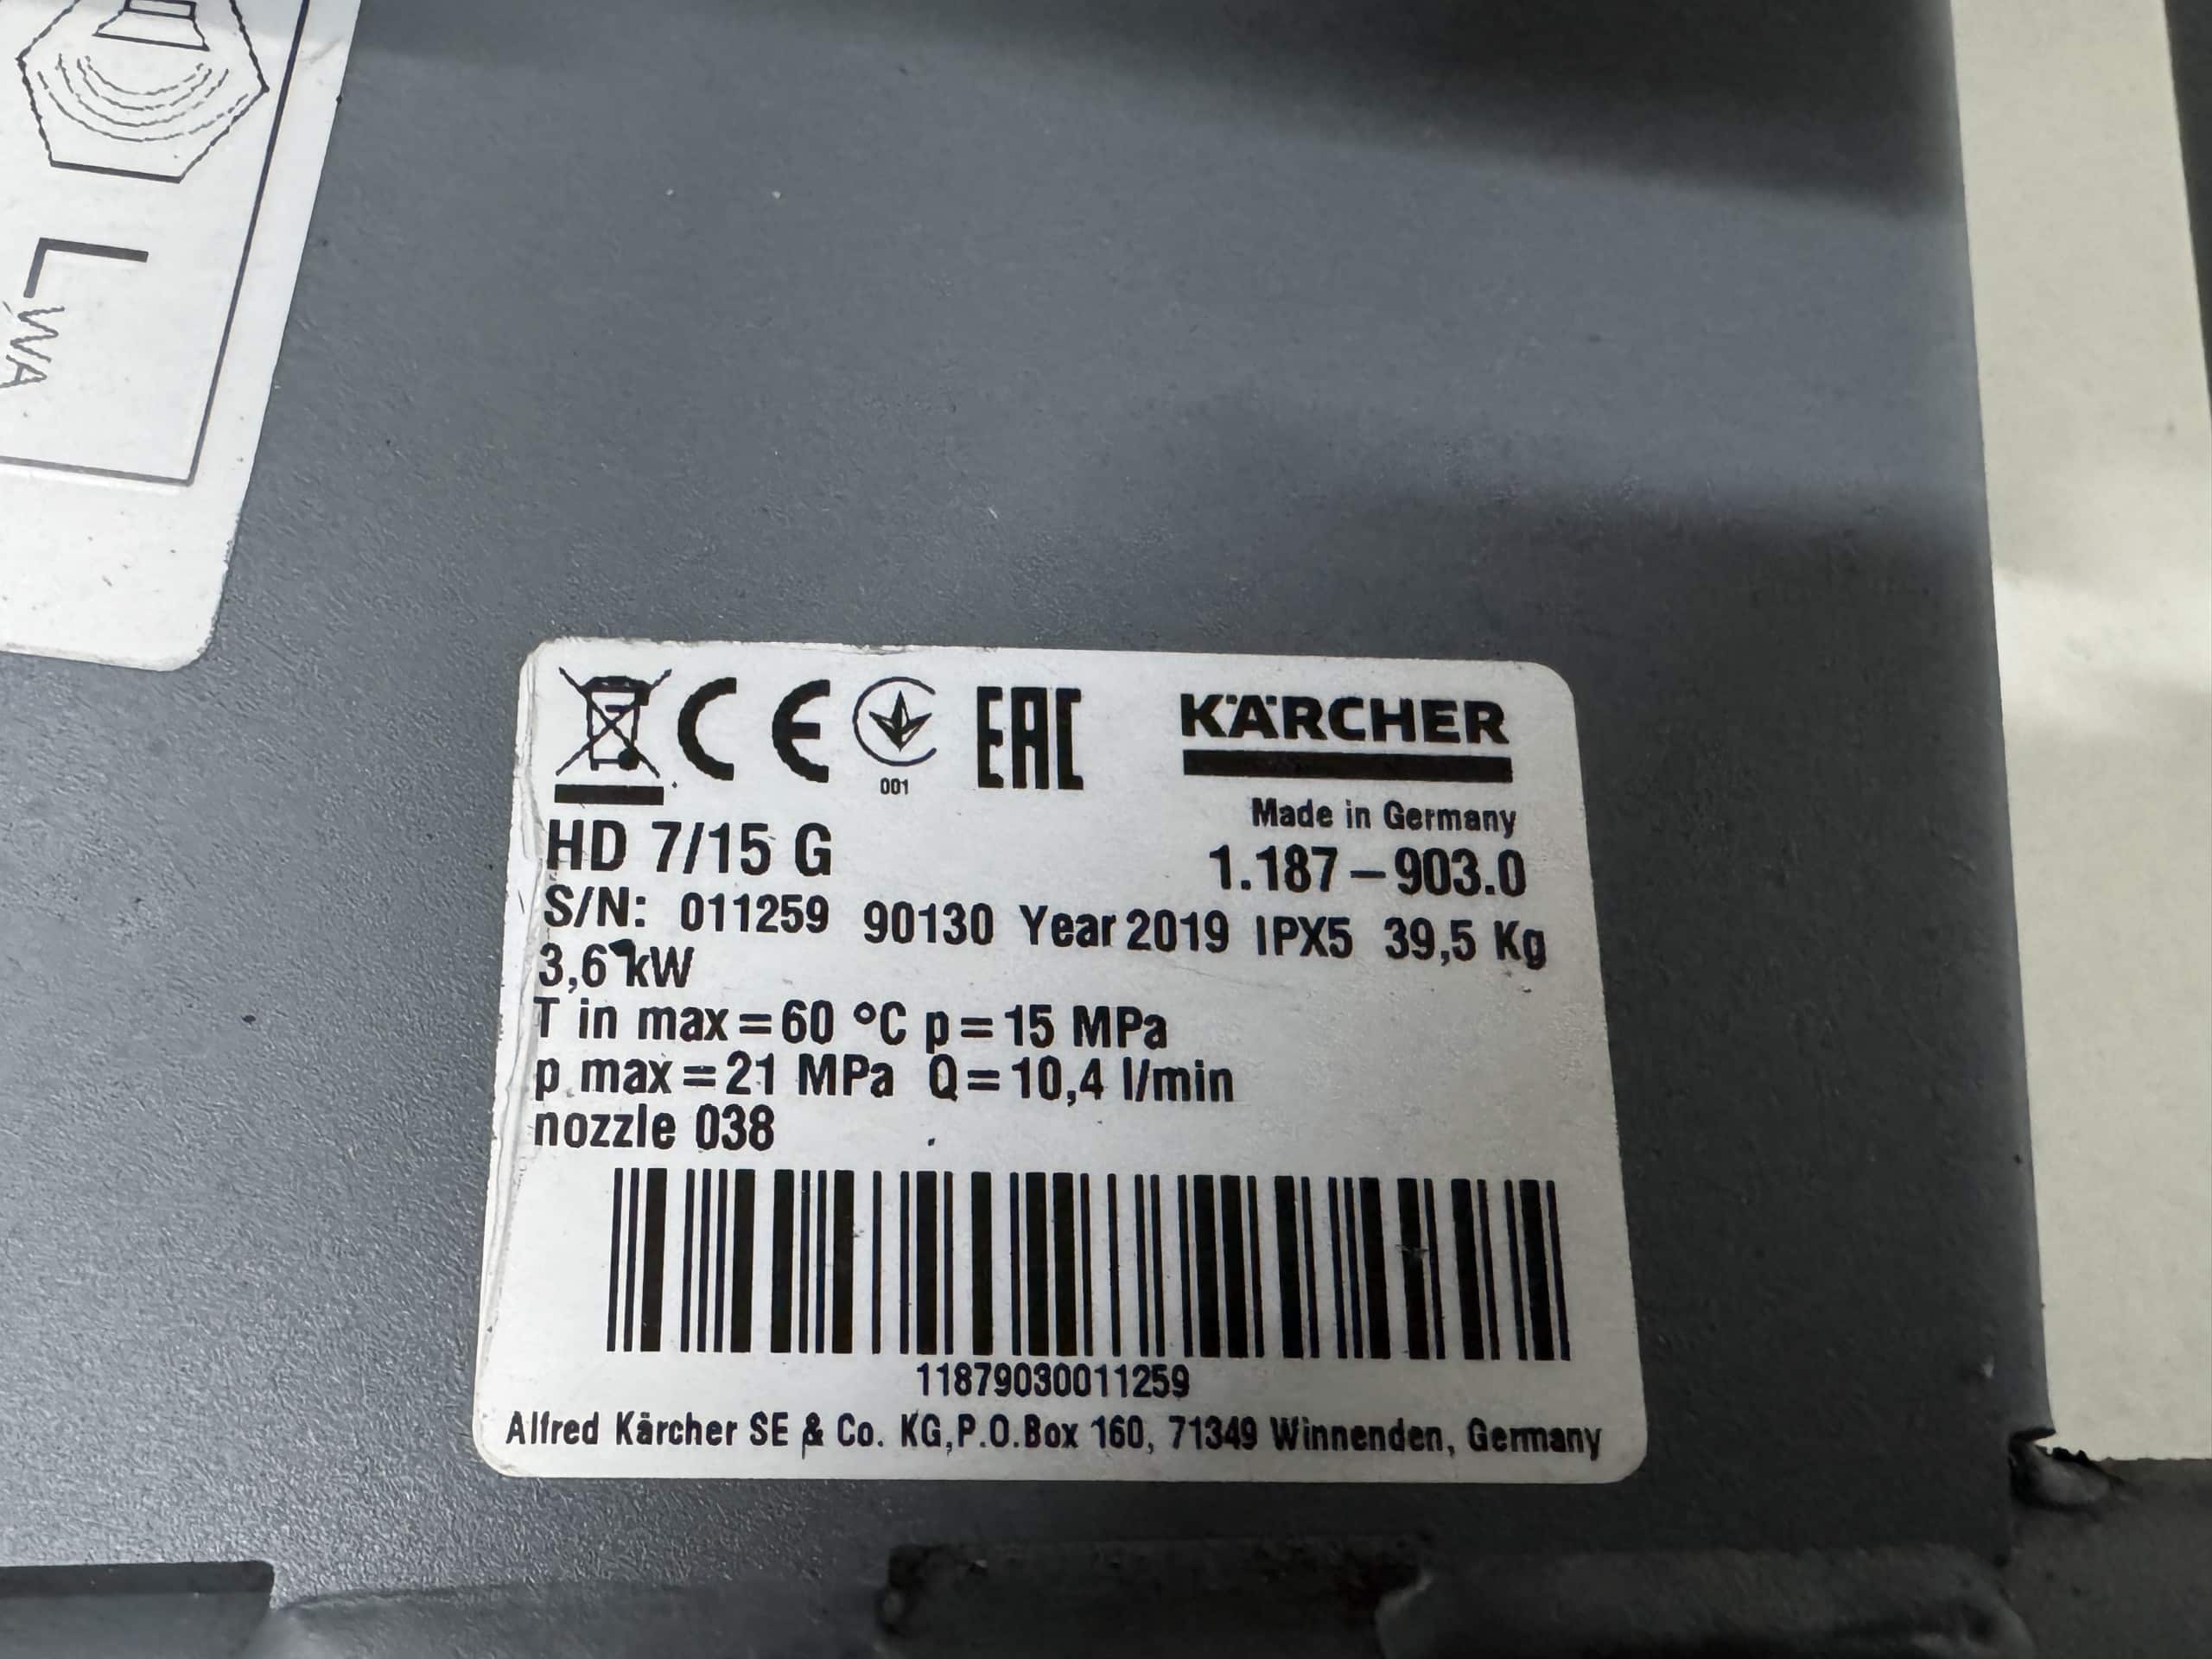 LWA
EAC
KÄRCHER
001
Made in Germany
HD 7/15 G
1.187-903.0
S/N: 011259 90130 Year 2019 IPX5 39,5 Kg
3,6 kW
T in max=60 °C p=15 MPa
p max=21 MPa Q=10,4 l/min
nozzle 038
11879030011259
Alfred Kärcher SE & Co. KG,P.O.Box 160, 71349 Winnenden, Germany